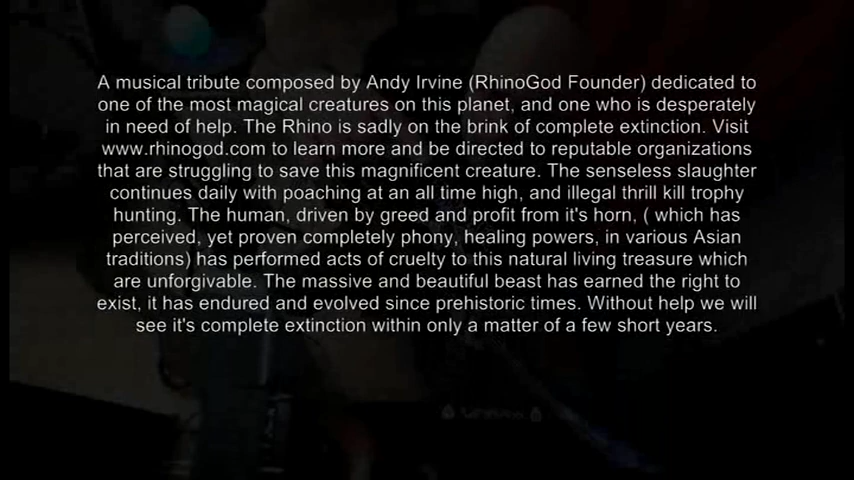 A musical tribute composed by Andy Irvine (RhinoGod Founder) dedicated to
one of the most magical creatures on this planet, and one who is desperately
in need of help. The Rhino is sadly on the brink of complete extinction. Visit
www.rhinogod.com to learn more and be directed to reputable organizations
that are struggling to save this magnificent creature. The senseless slaughter
continues daily with poaching at an all time high, and illegal thrill kill trophy
hunting. The human, driven by greed and profit from it's horn, ( which has
perceived, yet proven completely phony, healing powers, in various Asian
traditions) has performed acts of cruelty to this natural living treasure which
are unforgivable. The massive and beautiful beast has earned the right to
exist, it has endured and evolved since prehistoric times. Without help we will
see it's complete extinction within only a matter of a few short years.